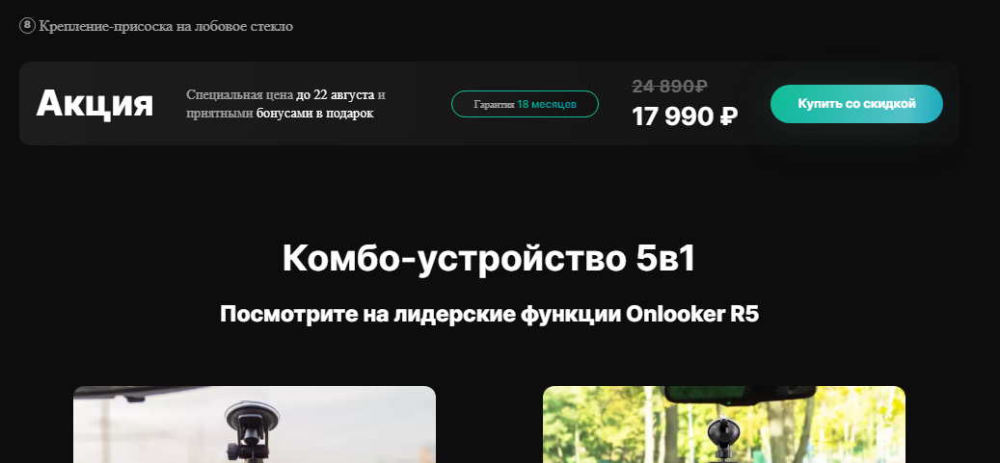 8 Крепление-присоска на лобовое стекло
Акция
Специальная цена до 22 августа и
приятными бонусами в подарок
Гарантия 18 месяцев
24 890₽
17 990 ₽
Купить со скидкой
Комбо-устройство 5в1
Посмотрите на лидерские функции Onlooker R5